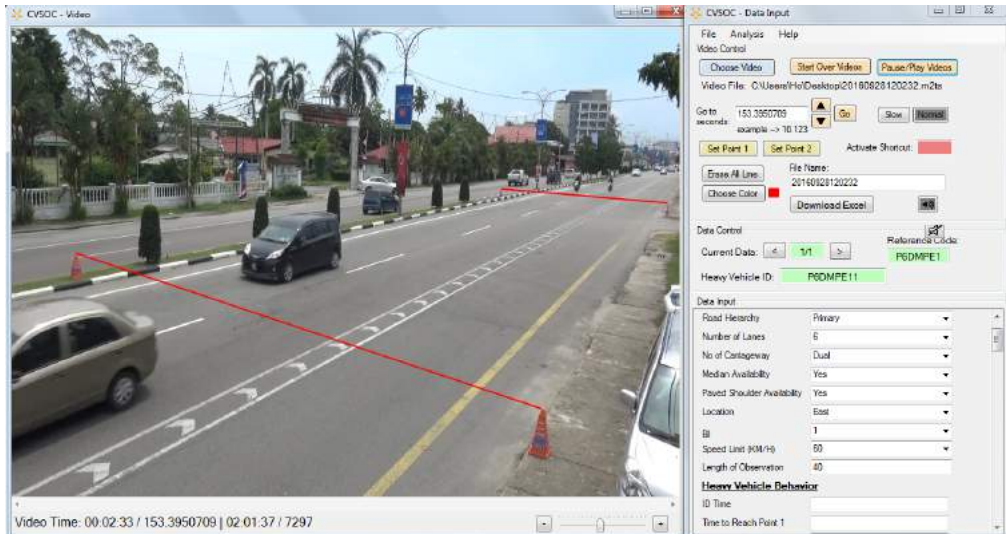 CVSOC - Video
Video Time: 00:02:33 / 153.3950709 | 02:01:37 / 7297
CVSOC - Data Input
File Analysis Help
Video Control
Choose Video Start Over Videos Pause/Play Videos
Video File: C:\Users\Ho\Desktop\20160928120232.m2ts
Go to seconds: 153.3950709 Go Slow Normal
example --> 16.123
Set Point 1 Set Point 2 Activate Shortcut:
Erase All Line File Name:
20160928120232
Choose Color Download Excel
Data Control
Reference Code:
Current Data: < 1/1 > P6DMPE1
Heavy Vehicle ID: P6DMPE11
Data Input
Road Hierarchy Primary
Number of Lanes 6
No of Carriageway Dual
Median Availability Yes
Paved Shoulder Availability Yes
Location East
BI 1
Speed Limit (KM/H) 60
Length of Observation 40
Heavy Vehicle Behavior
ID Time
Time to Reach Point 1